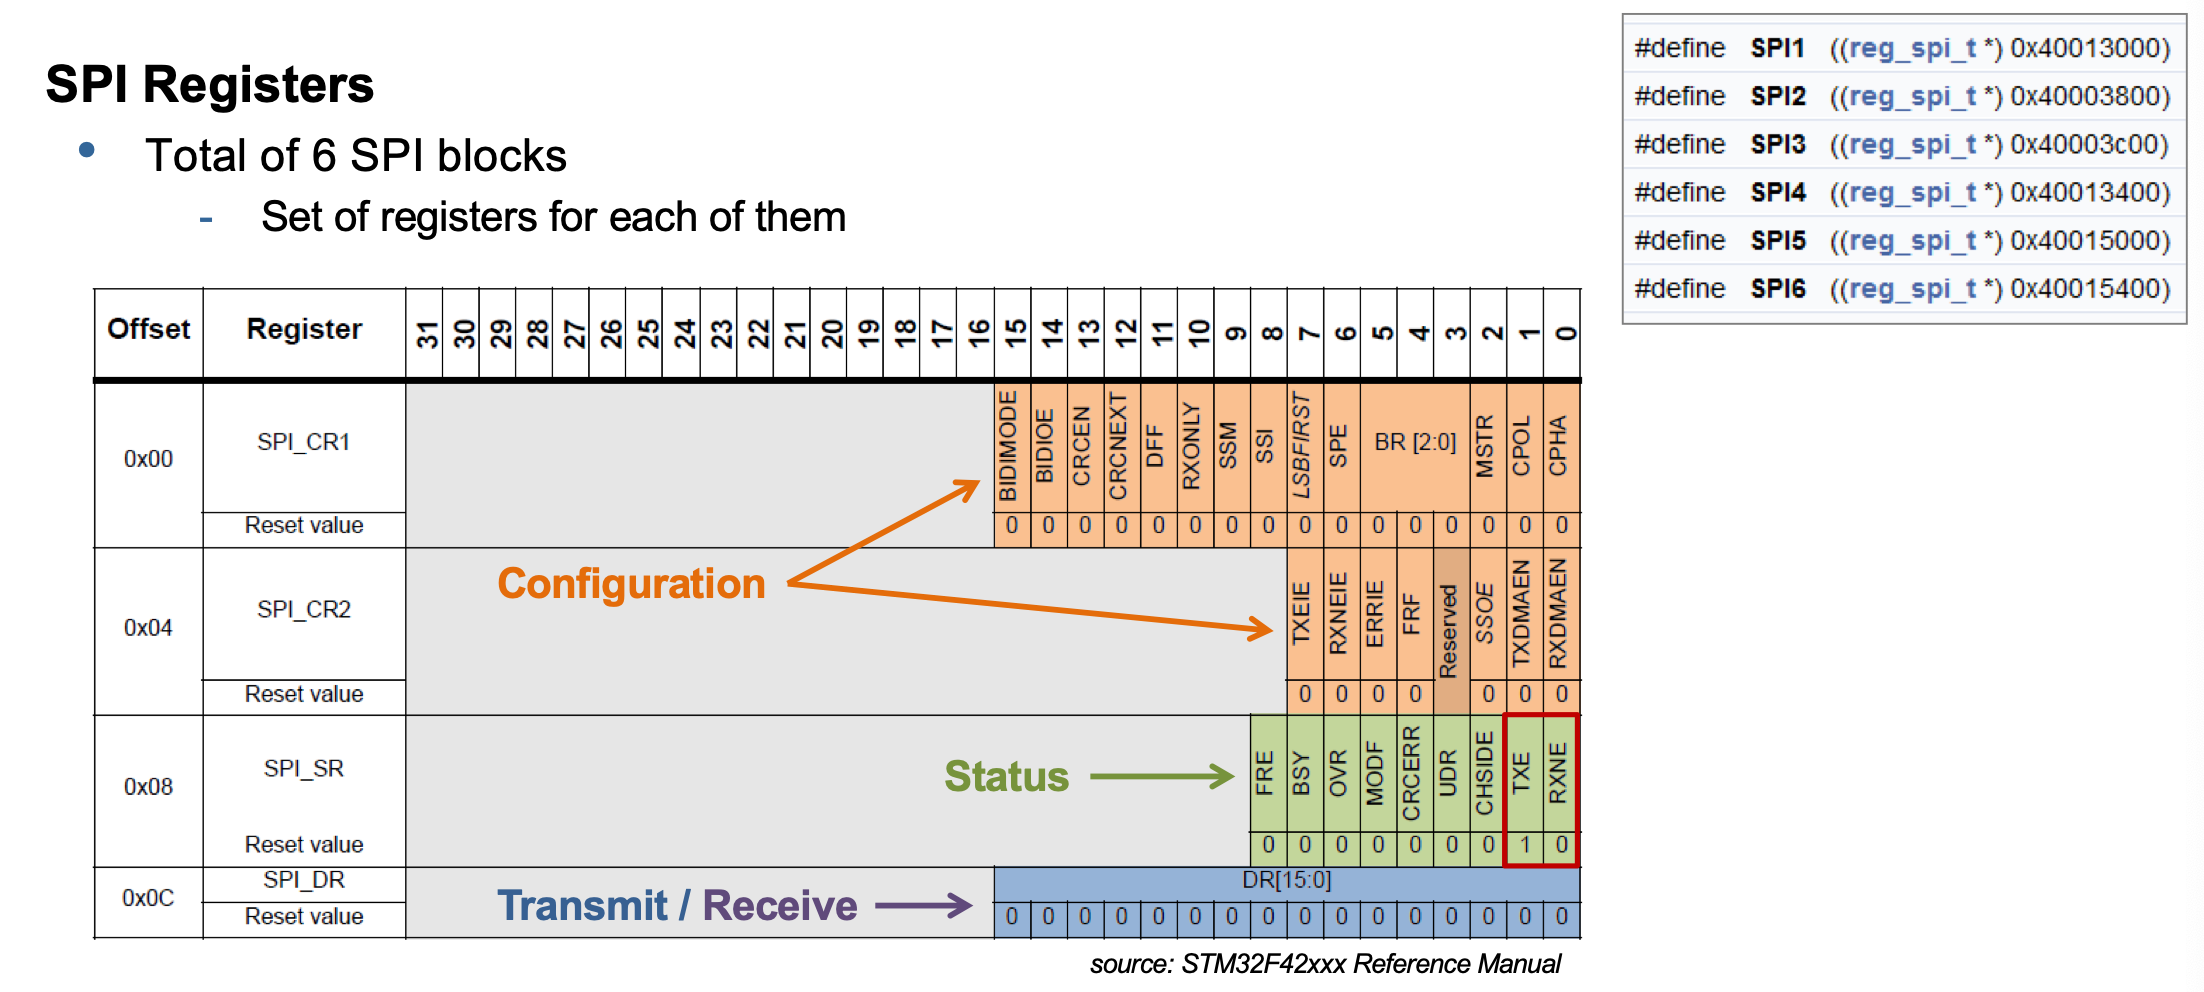 SPI Registers
• Total of 6 SPI blocks
- Set of registers for each of them
#define SPI1 ((reg_spi_t *) 0x40013000)
#define SPI2 ((reg_spi_t *) 0x40003800)
#define SPI3 ((reg_spi_t *) 0x40003c00)
#define SPI4 ((reg_spi_t *) 0x40013400)
#define SPI5 ((reg_spi_t *) 0x40015000)
#define SPI6 ((reg_spi_t *) 0x40015400)
Offset Register 31 30 29 28 27 26 25 24 23 22 21 20 19 18 17 16 15 14 13 12 11 10 9 8 7 6 5 4 3 2 1 0
0x00 SPI_CR1 BIDIMODE BIDIOE CRCEN CRCNEXT DFF RXONLY SSM SSI LSBFIRST SPE BR [2:0] MSTR CPOL CPHA
Reset value 0 0 0 0 0 0 0 0 0 0 0 0 0 0 0 0
Configuration
0x04 SPI_CR2 TXEIE RXNEIE ERRIE FRF Reserved SSOE TXDMAEN RXDMAEN
Reset value 0 0 0 0 0 0 0
0x08 SPI_SR Status FRE BSY OVR MODF CRCERR UDR CHSIDE TXE RXNE
Reset value 0 0 0 0 0 0 0 1 0
0x0C SPI_DR DR[15:0]
Transmit / Receive
Reset value 0 0 0 0 0 0 0 0 0 0 0 0 0 0 0 0
source: STM32F42xxx Reference Manual